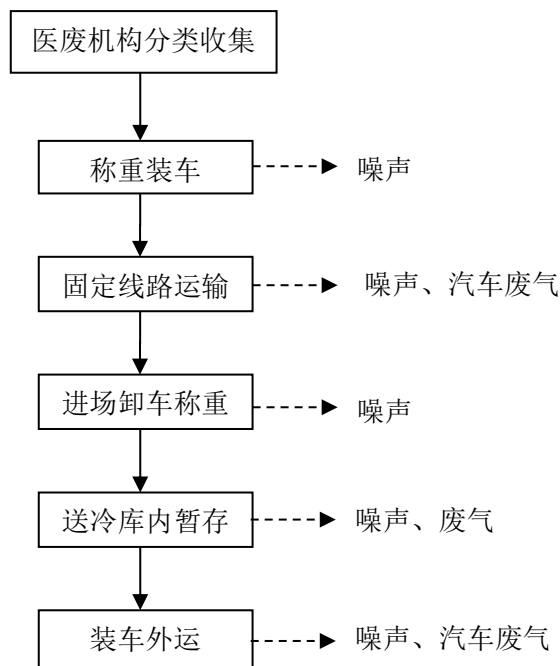 医废机构分类收集
称重装车
噪声
固定线路运输
噪声、汽车废气
进场卸车称重
噪声
送冷库内暂存
噪声、废气
装车外运
噪声、汽车废气